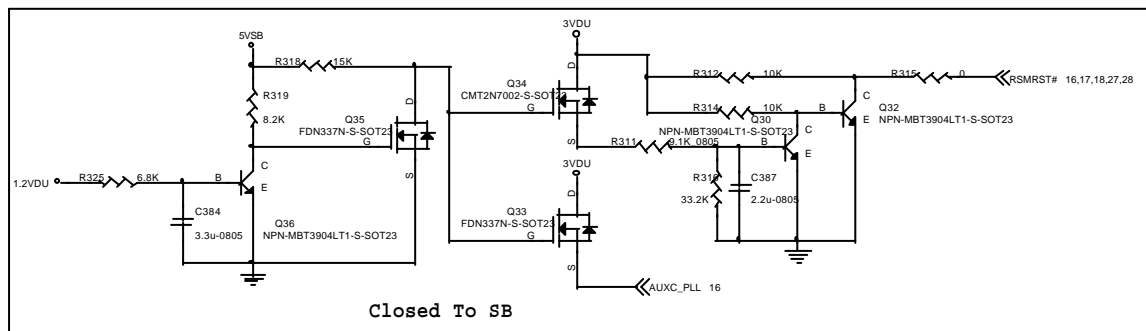 3VDU
5VSB
R318 15K
R319
8.2K
Q35
FDN337N-S-SOT23
D
G
S
Q34
CMT2N7002-S-SOT23
D
G
S
R312 10K
R314 10K
R315 0
RSMRST# 16,17,18,27,28
C
B
E
Q32
NPN-MBT3904LT1-S-SOT23
Q30
NPN-MBT3904LT1-S-SOT23
R311 9.1K_0805
B
C
E
R316
33.2K
C387
2.2u-0805
1.2VDU
R325 6.8K
B
C
E
C384
3.3u-0805
Q36
NPN-MBT3904LT1-S-SOT23
3VDU
Q33
FDN337N-S-SOT23
D
G
S
AUXC_PLL 16
Closed To SB